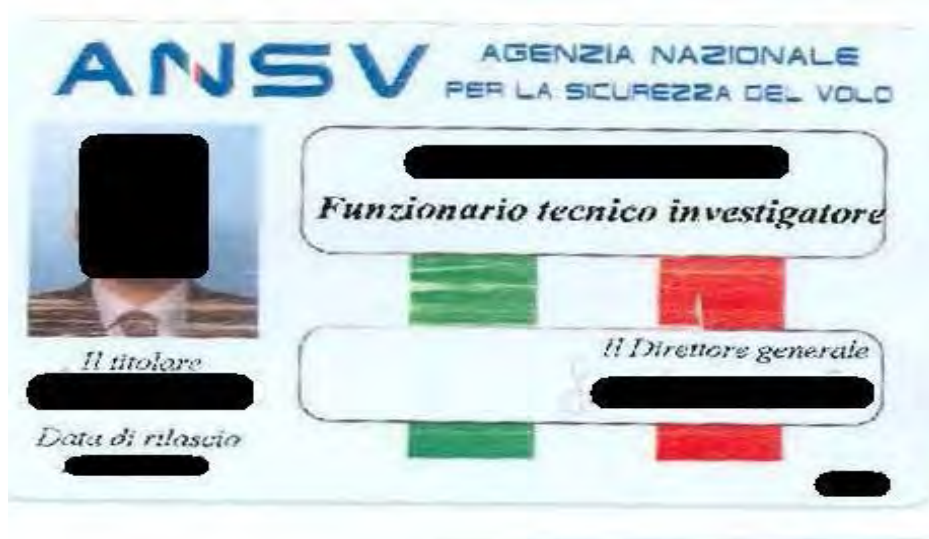 ANSV
AGENZIA NAZIONALE
PER LA SICUREZZA DEL VOLO
Funzionario tecnico investigatore
Il titolare
Il Direttore generale
Data di rilascio